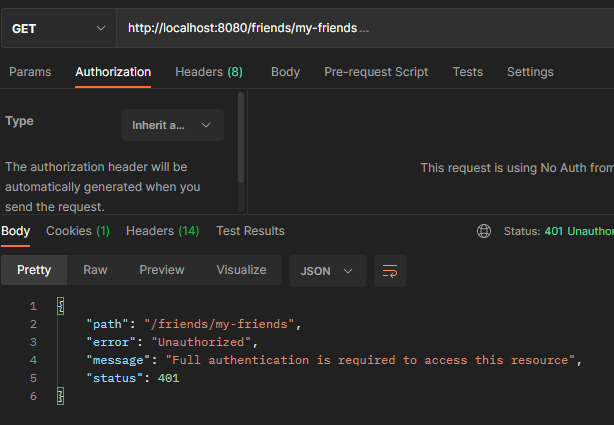 GET http://localhost:8080/friends/my-friends ...
Params Authorization Headers (8) Body Pre-request Script Tests Settings
Type Inherit a...
The authorization header will be
automatically generated when you
send the request.
This request is using No Auth from
Body Cookies (1) Headers (14) Test Results Status: 401 Unauthor
Pretty Raw Preview Visualize JSON
1 {
2 "path": "/friends/my-friends",
3 "error": "Unauthorized",
4 "message": "Full authentication is required to access this resource",
5 "status": 401
6 }